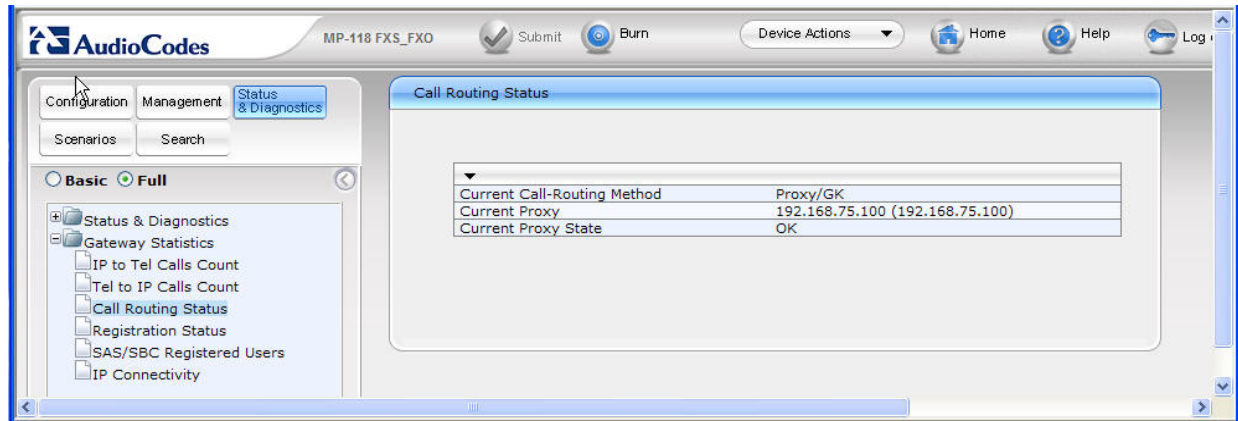 AudioCodes
MP-118 FXS_FXO
Submit
Burn
Device Actions
Home
Help
Log
Configuration
Management
Status
& Diagnostics
Scenarios
Search
Basic
Full
Status & Diagnostics
Gateway Statistics
IP to Tel Calls Count
Tel to IP Calls Count
Call Routing Status
Registration Status
SAS/SBC Registered Users
IP Connectivity
Call Routing Status
Current Call-Routing Method Proxy/GK
Current Proxy 192.168.75.100 (192.168.75.100)
Current Proxy State OK